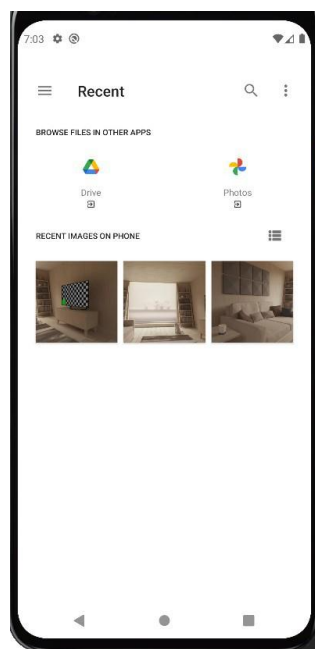 7:03
Recent
BROWSE FILES IN OTHER APPS
Drive
Photos
RECENT IMAGES ON PHONE